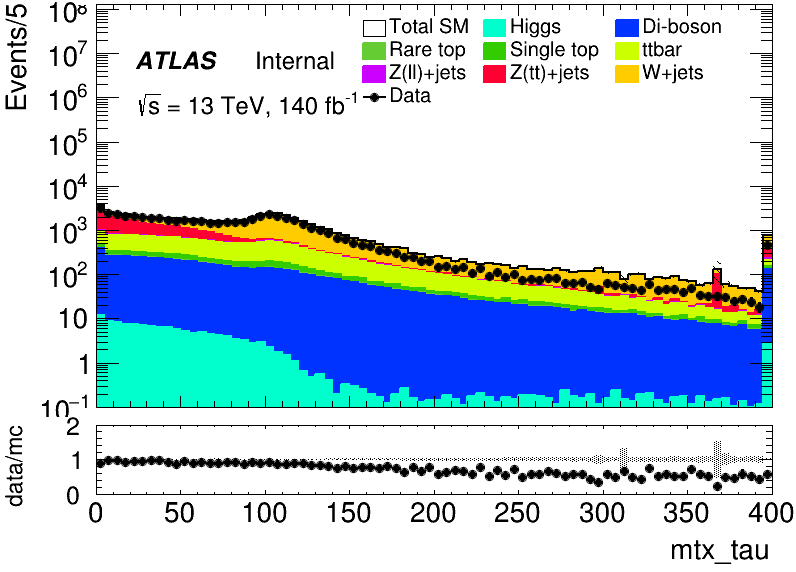 Events/5
10⁸
10⁷
10⁶
10⁵
10⁴
10³
10²
10
1
10⁻¹
ATLAS Internal
√s = 13 TeV, 140 fb⁻¹
Total SM Higgs Di-boson
Rare top Single top ttbar
Z(ll)+jets Z(tt)+jets W+jets
Data
data/mc
2
1
0
0 50 100 150 200 250 300 350 400
mtx_tau